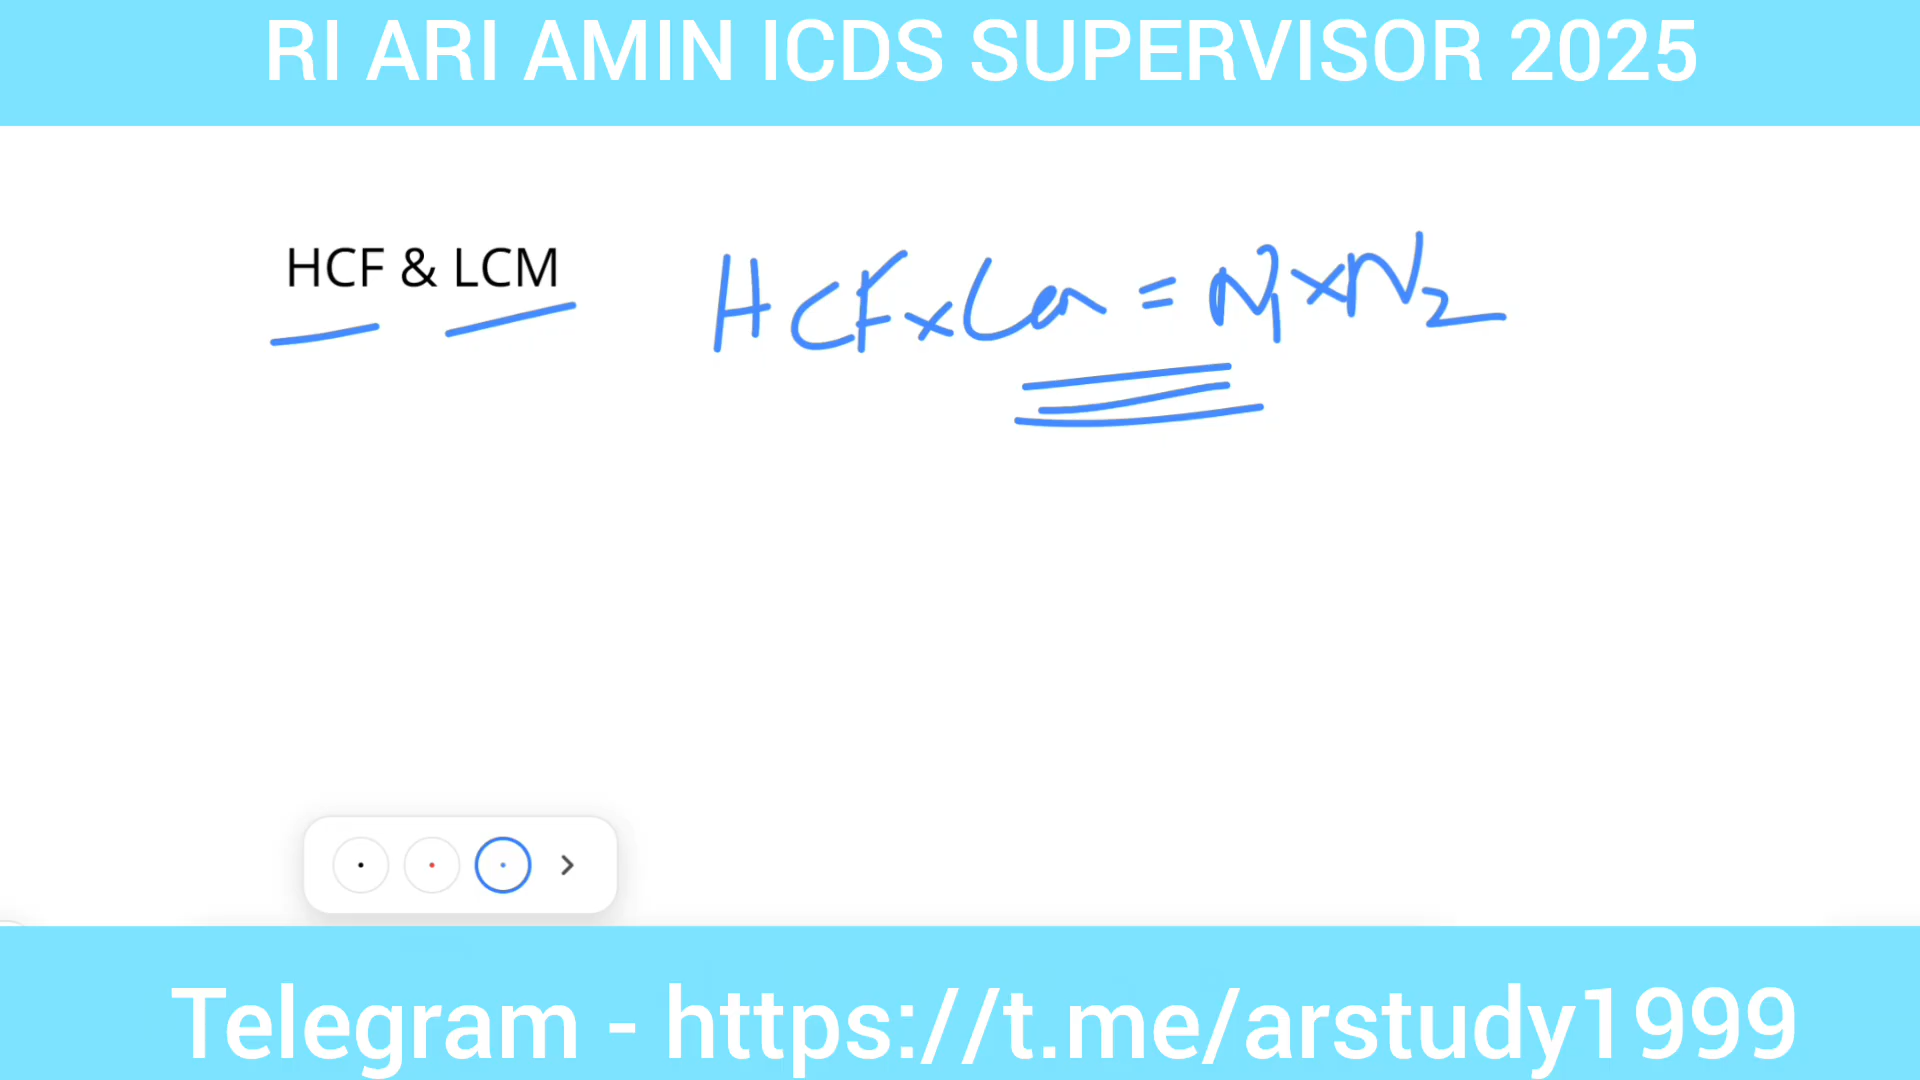 RI ARI AMIN ICDS SUPERVISOR 2025
HCF & LCM
HCF x Lcm = N1 x N2
Telegram - https://t.me/arstudy1999